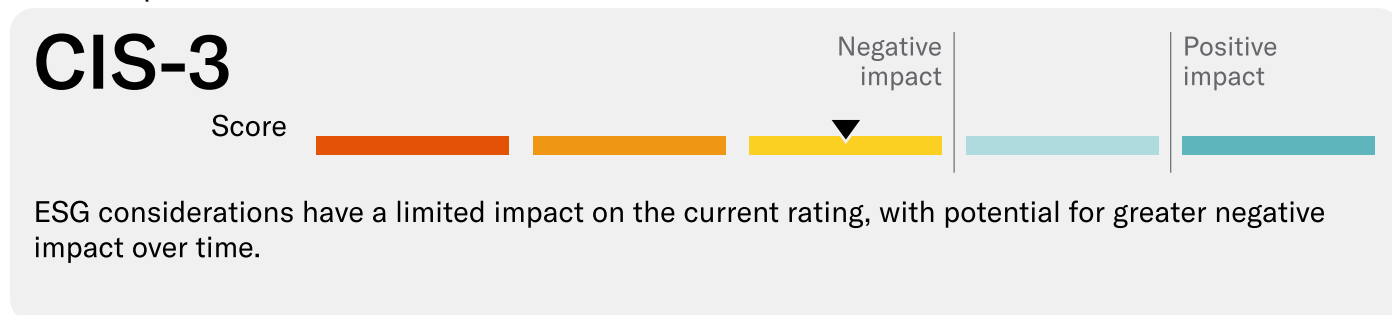 CIS-3
Negative
impact
Positive
impact
Score
ESG considerations have a limited impact on the current rating, with potential for greater negative
impact over time.